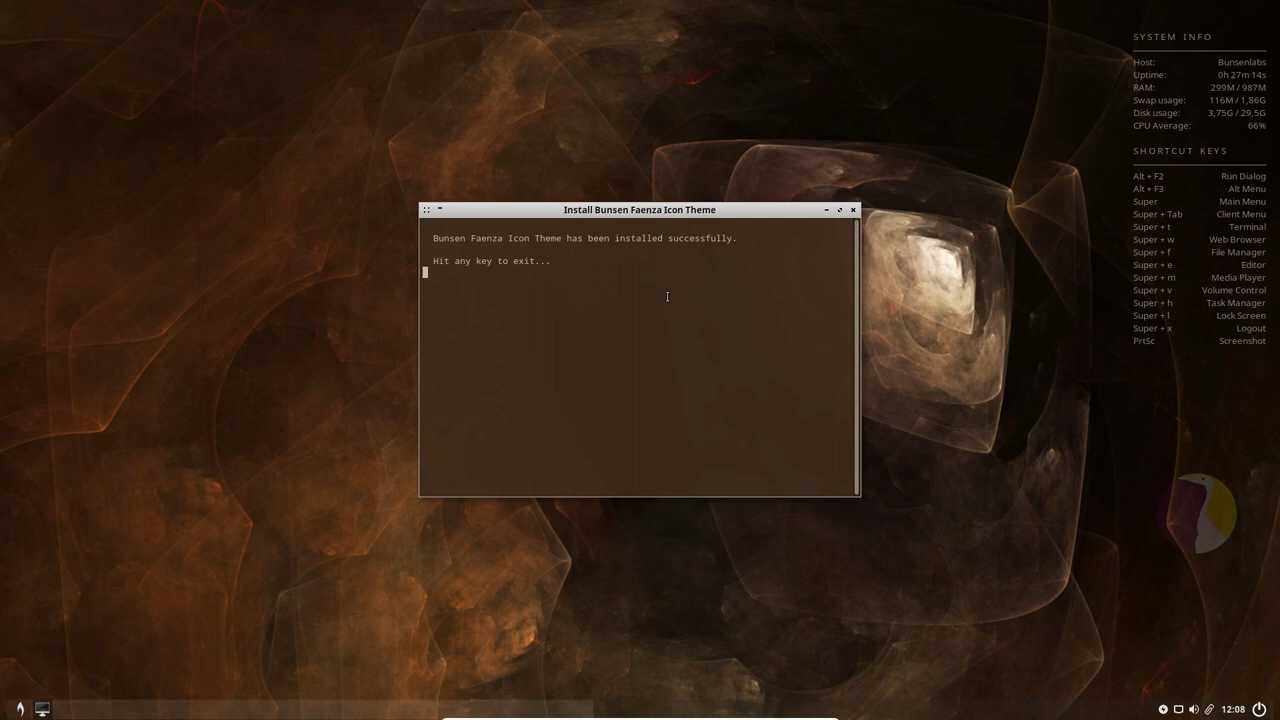 SYSTEM INFO
Host: Bunsenlabs
Uptime: 0h 27m 14s
RAM: 299M / 987M
Swap usage: 116M / 1,86G
Disk usage: 3,75G / 29,5G
CPU Average: 66%
SHORTCUT KEYS
Alt + F2 Run Dialog
Alt + F3 Alt Menu
Super Main Menu
Super + Tab Client Menu
Super + t Terminal
Super + w Web Browser
Super + f File Manager
Super + e Editor
Super + m Media Player
Super + v Volume Control
Super + h Task Manager
Super + l Lock Screen
Super + x Logout
PrtSc Screenshot
Install Bunsen Faenza Icon Theme
Bunsen Faenza Icon Theme has been installed successfully.
Hit any key to exit...
12:08